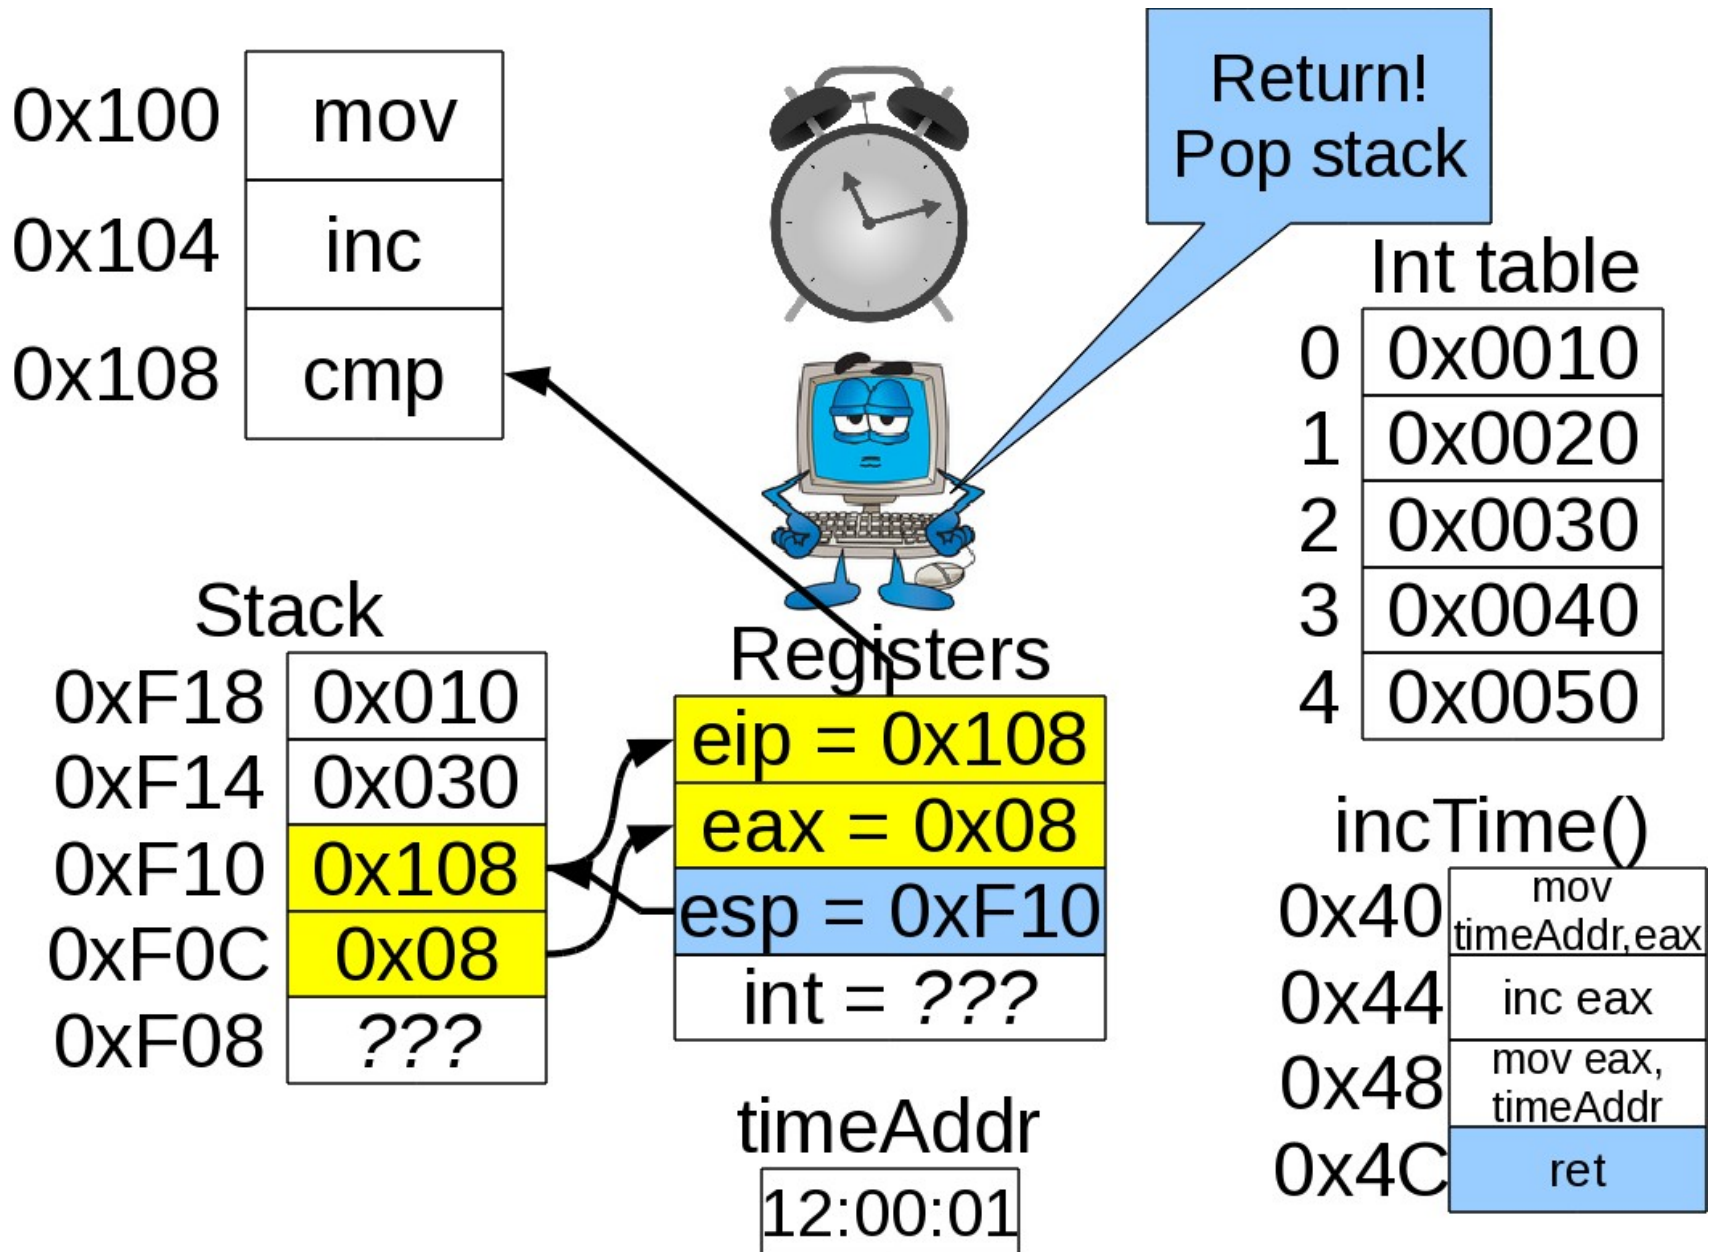 0x100 mov
0x104 inc
0x108 cmp
Return!
Pop stack
Int table
0 0x0010
1 0x0020
2 0x0030
3 0x0040
4 0x0050
Stack
0xF18 0x010
0xF14 0x030
0xF10 0x108
0xF0C 0x08
0xF08 ???
Registers
eip = 0x108
eax = 0x08
esp = 0xF10
int = ???
timeAddr
12:00:01
incTime()
0x40 mov
timeAddr,eax
0x44 inc eax
0x48 mov eax,
timeAddr
0x4C ret